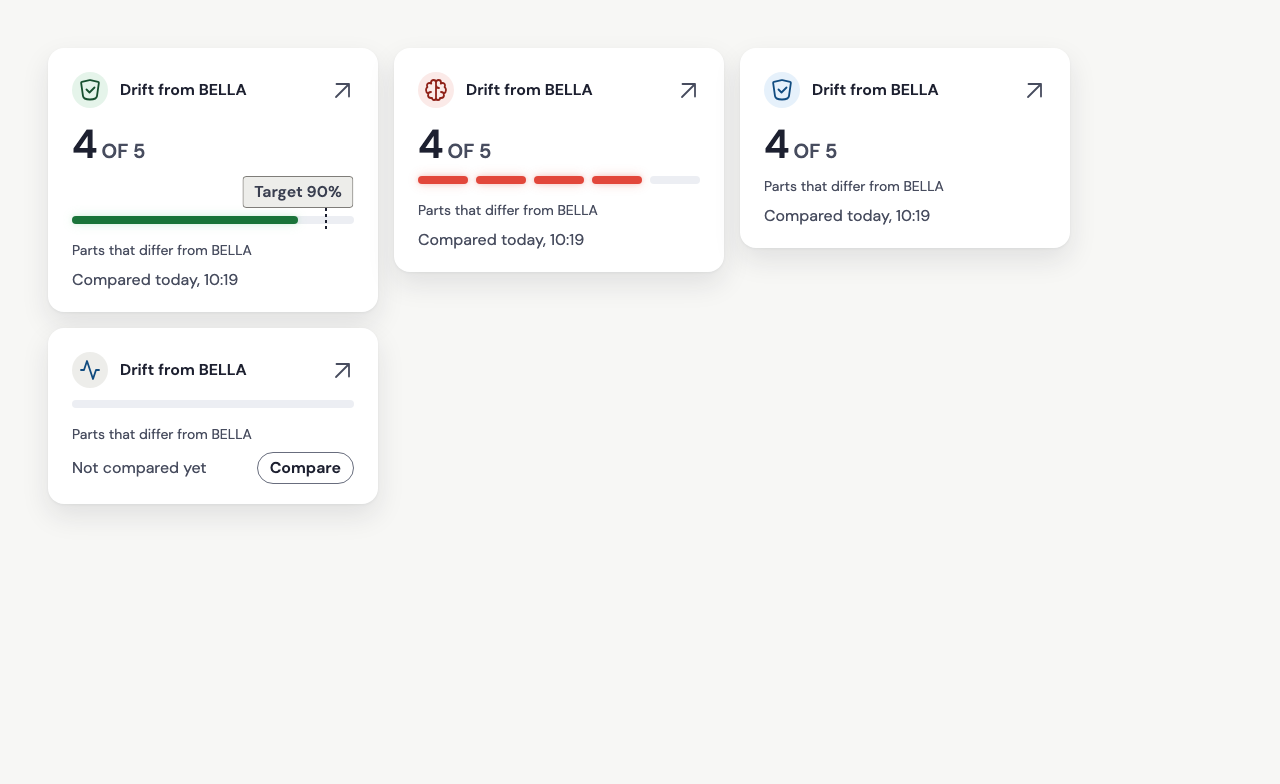 Drift from BELLA
4 OF 5
Target 90%
Parts that differ from BELLA
Compared today, 10:19
Drift from BELLA
4 OF 5
Parts that differ from BELLA
Compared today, 10:19
Drift from BELLA
4 OF 5
Parts that differ from BELLA
Compared today, 10:19
Drift from BELLA
Parts that differ from BELLA
Not compared yet
Compare